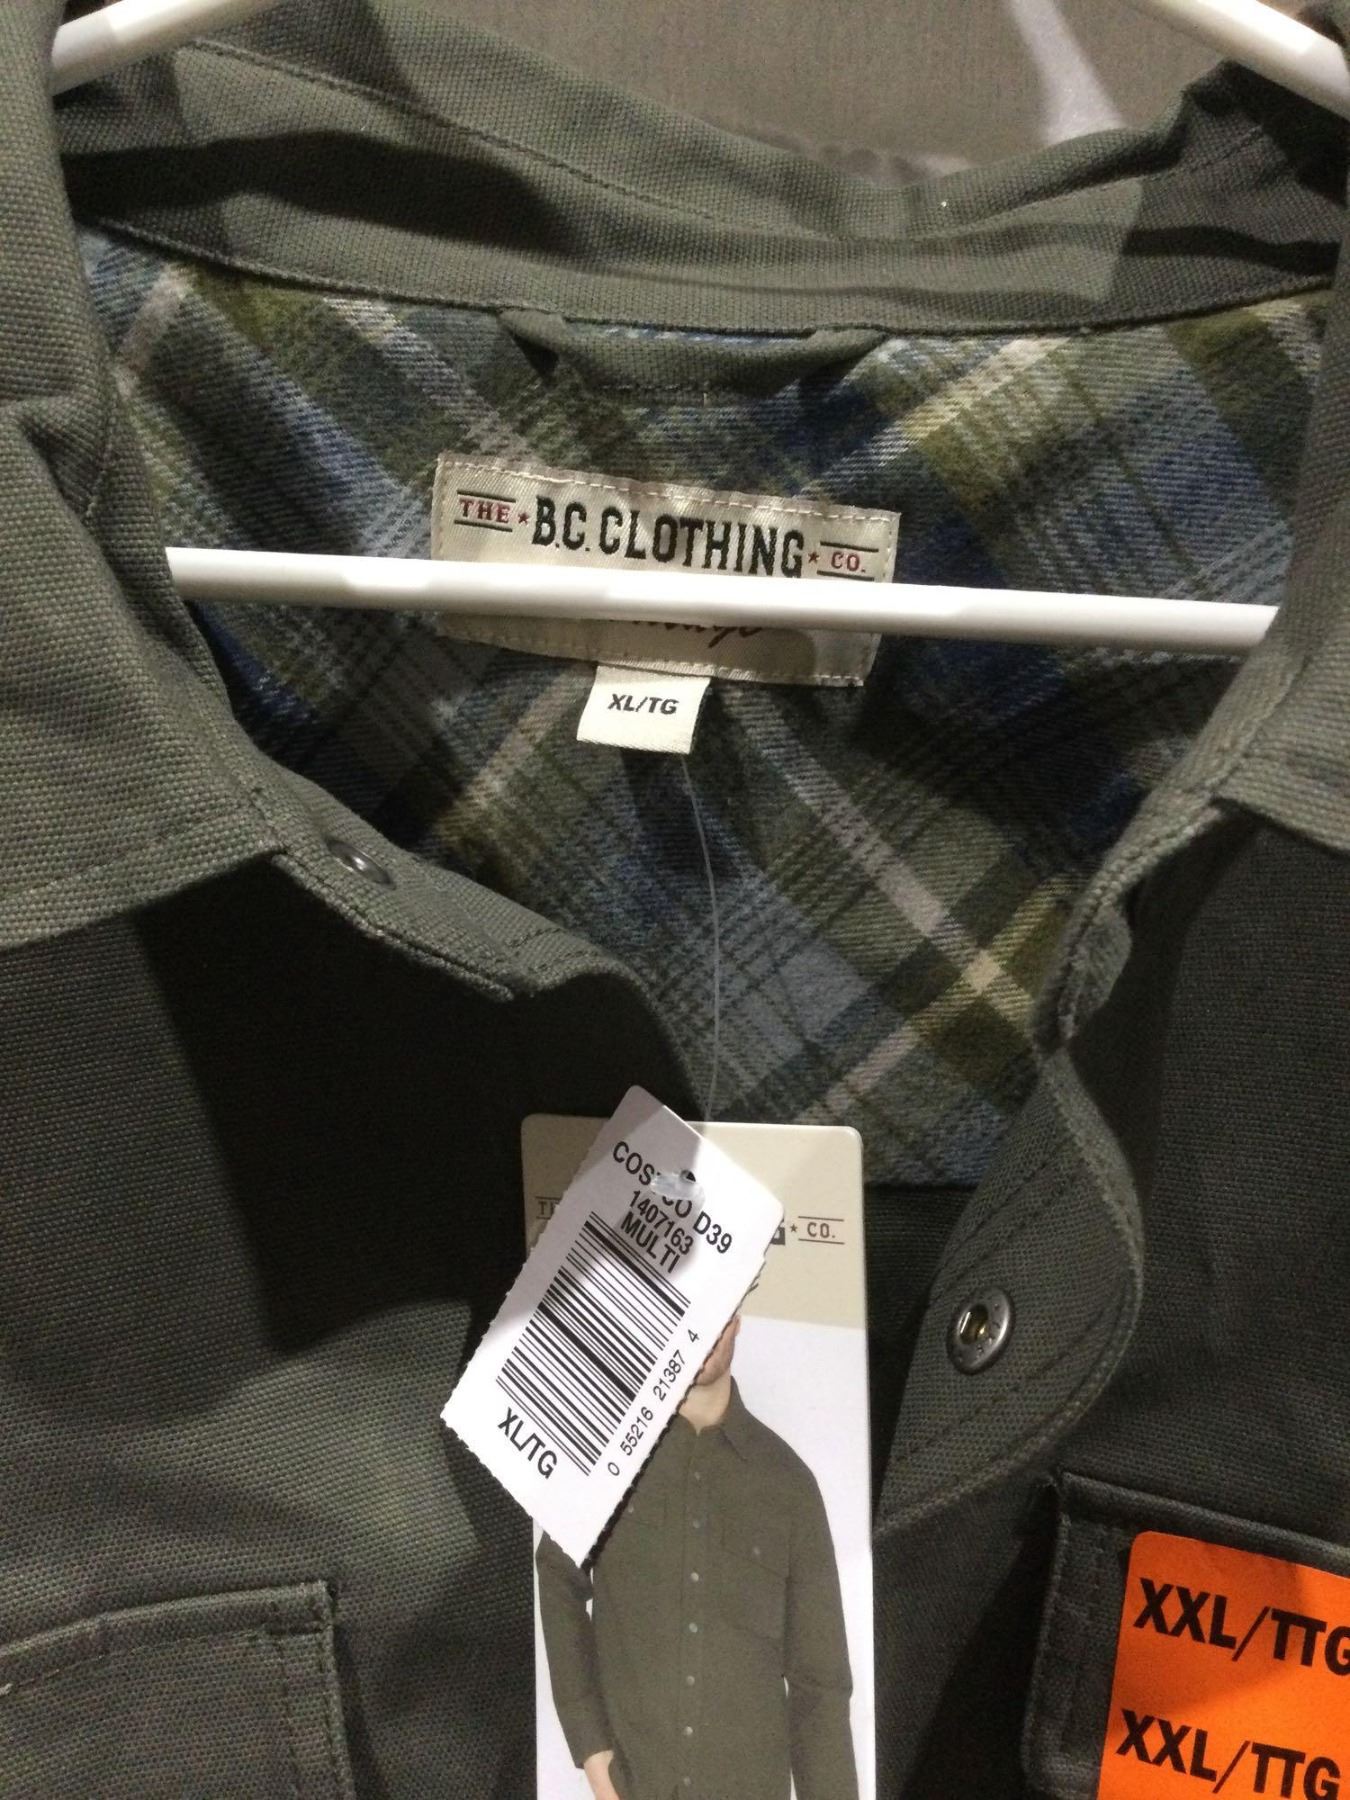 THE ★ B.C. CLOTHING ★ CO.
XL/TG
COSTCO D39
1407163
MULTI
0 55216 21387 4
XL/TG
★ CO.
XXL/TTG
XXL/TTG